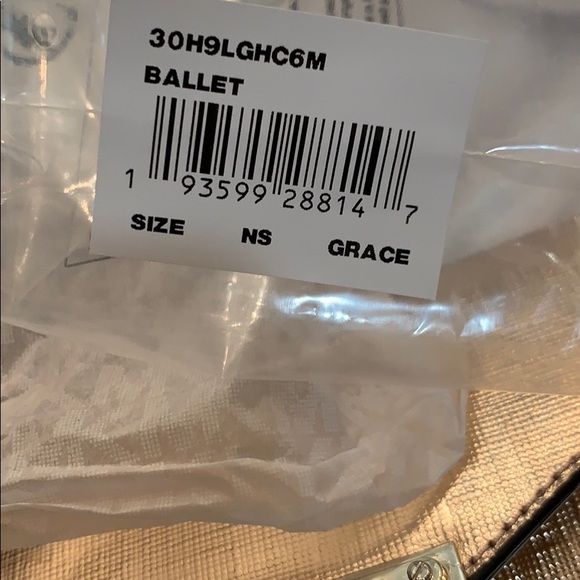 30H9LGHC6M
BALLET
1 93599 28814 7
SIZE NS GRACE